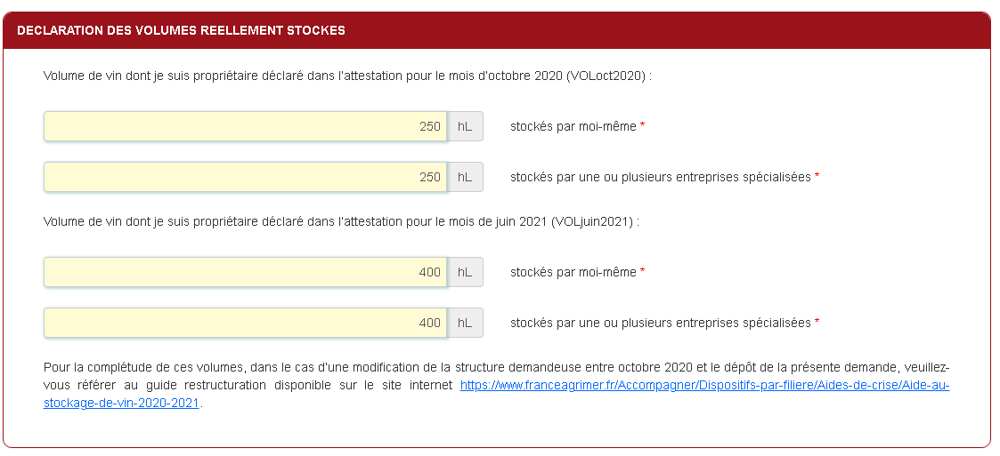 DECLARATION DES VOLUMES REELLEMENT STOCKES
Volume de vin dont je suis propriétaire déclaré dans l'attestation pour le mois d'octobre 2020 (VOLoct2020) :
250 hL stockés par moi-même *
250 hL stockés par une ou plusieurs entreprises spécialisées *
Volume de vin dont je suis propriétaire déclaré dans l'attestation pour le mois de juin 2021 (VOLjuin2021) :
400 hL stockés par moi-même *
400 hL stockés par une ou plusieurs entreprises spécialisées *
Pour la complétude de ces volumes, dans le cas d'une modification de la structure demandeuse entre octobre 2020 et le dépôt de la présente demande, veuillez-
vous référer au guide restructuration disponible sur le site internet https://www.franceagrimer.fr/Accompagner/Dispositifs-par-filiere/Aides-de-crise/Aide-au-
stockage-de-vin-2020-2021.